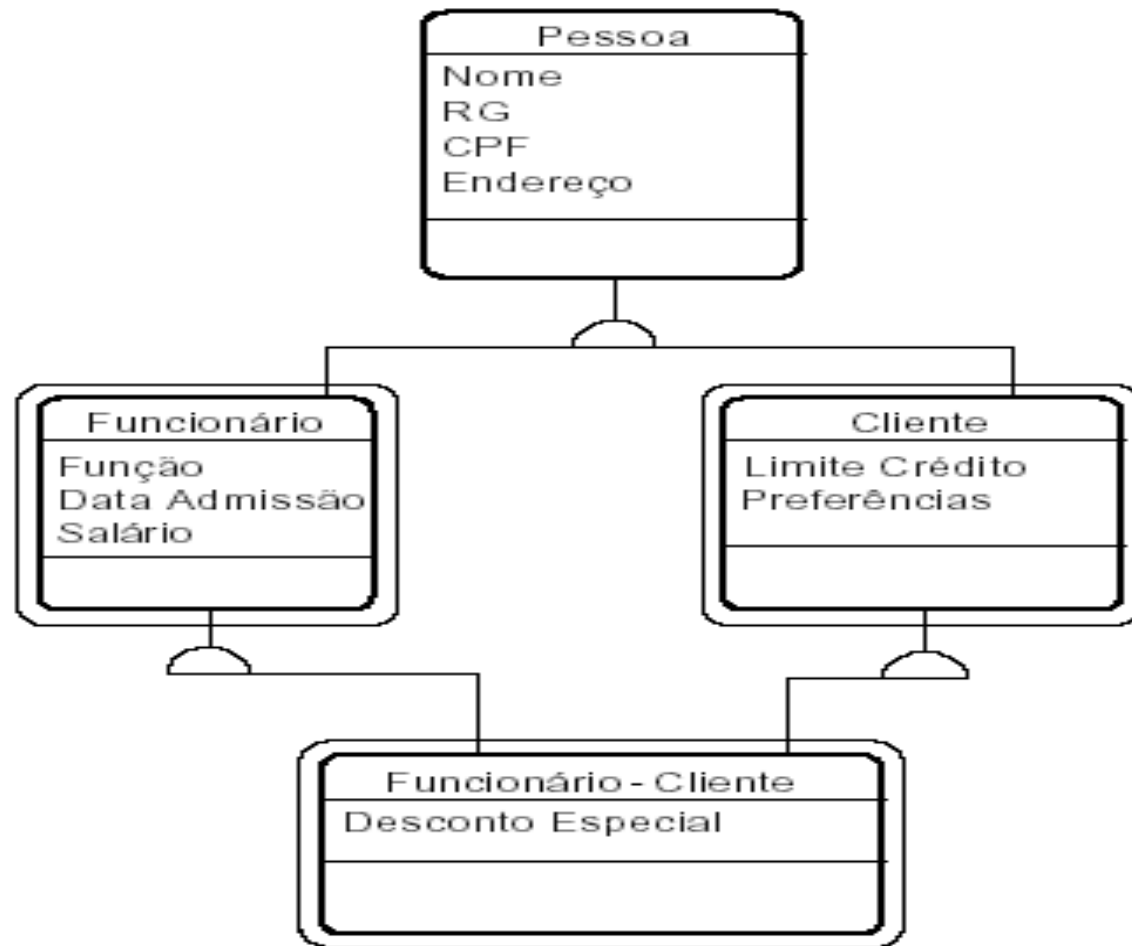 Pessoa
Nome
RG
CPF
Endereço
Funcionário
Função
Data Admissão
Salário
Cliente
Limite Crédito
Preferências
Funcionário - Cliente
Desconto Especial